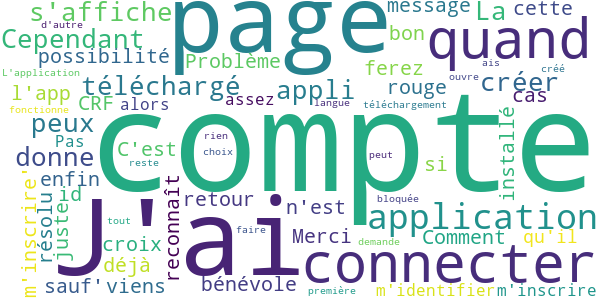 s'affiche
page
message
La
cette
d'autre
Cependant
bon
quand
possibilité
Problème
L'application
ferez
ouvre
ais
créé
téléchargé
appli
rouge
créer
l'app
CRF
alors
assez
langue
téléchargement
cas
fonctionne
compte
peux
rien
installé
Pas
C'est
choix
peut
si
donne
reste
enfin
reconnaît
bloquée
m'inscrire'
résolu
juste
id
J'ai
retour
n'est
application
tout
croix
faire
Merci
demande
Comment
qu'il
déjà
connecter
sauf'viens
bénévole
première
m'identifier
m'inscrire